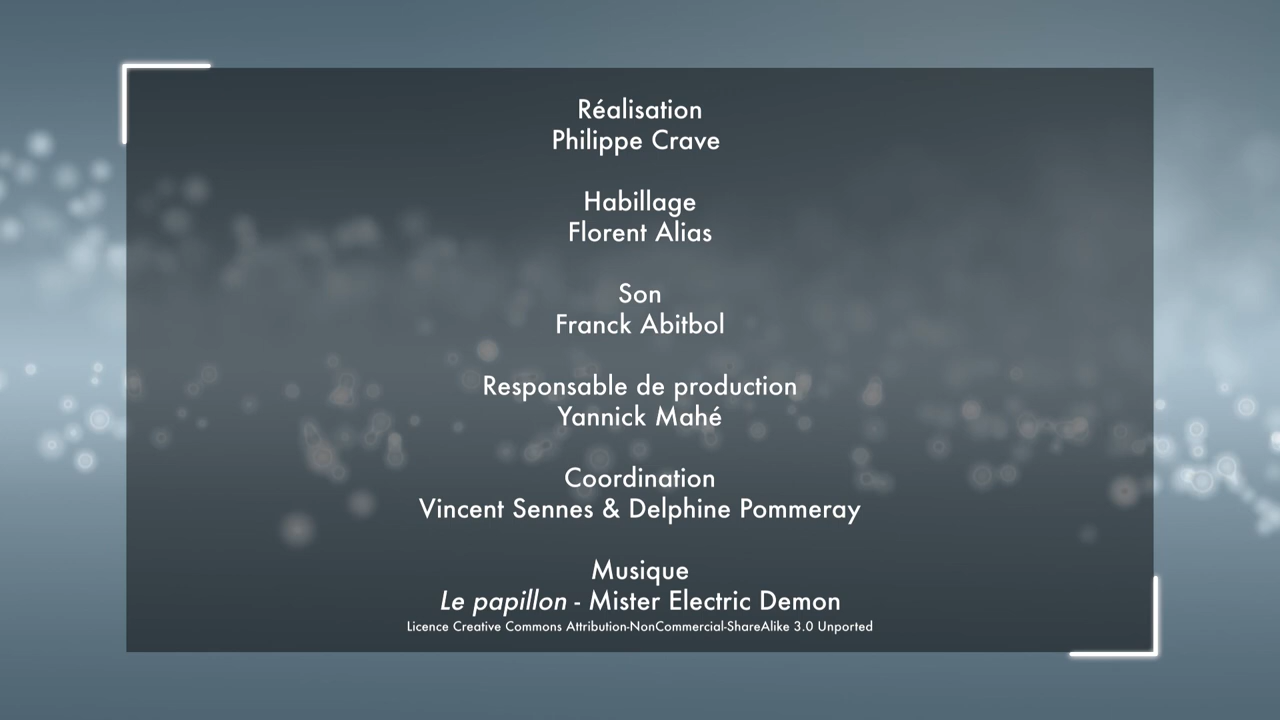 Réalisation
Philippe Crave
Habillage
Florent Alias
Son
Franck Abitbol
Responsable de production
Yannick Mahé
Coordination
Vincent Sennes & Delphine Pommeray
Musique
Le papillon - Mister Electric Demon
Licence Creative Commons Attribution-NonCommercial-ShareAlike 3.0 Unported